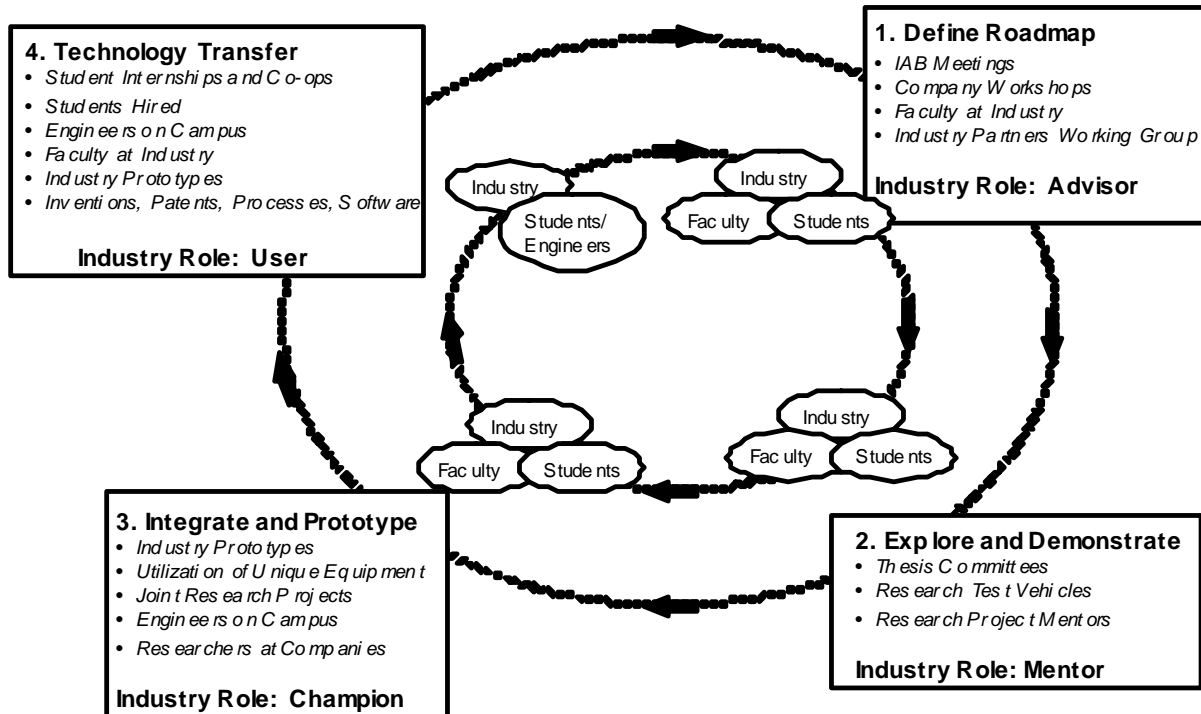 4. Technology Transfer
• Student Internships and Co-ops
• Students Hired
• Engineers on Campus
• Faculty at Industry
• Industry Prototypes
• Inventions, Patents, Processes, Software
Industry Role: User
1. Define Roadmap
• IAB Meetings
• Company Workshops
• Faculty at Industry
• Industry Partners Working Group
Industry Role: Advisor
Industry
Students/
Engineers
Industry
Faculty
Students
Industry
Faculty
Students
Industry
Faculty
Students
3. Integrate and Prototype
• Industry Prototypes
• Utilization of Unique Equipment
• Joint Research Projects
• Engineers on Campus
• Researchers at Companies
Industry Role: Champion
2. Explore and Demonstrate
• Thesis Committees
• Research Test Vehicles
• Research Project Mentors
Industry Role: Mentor